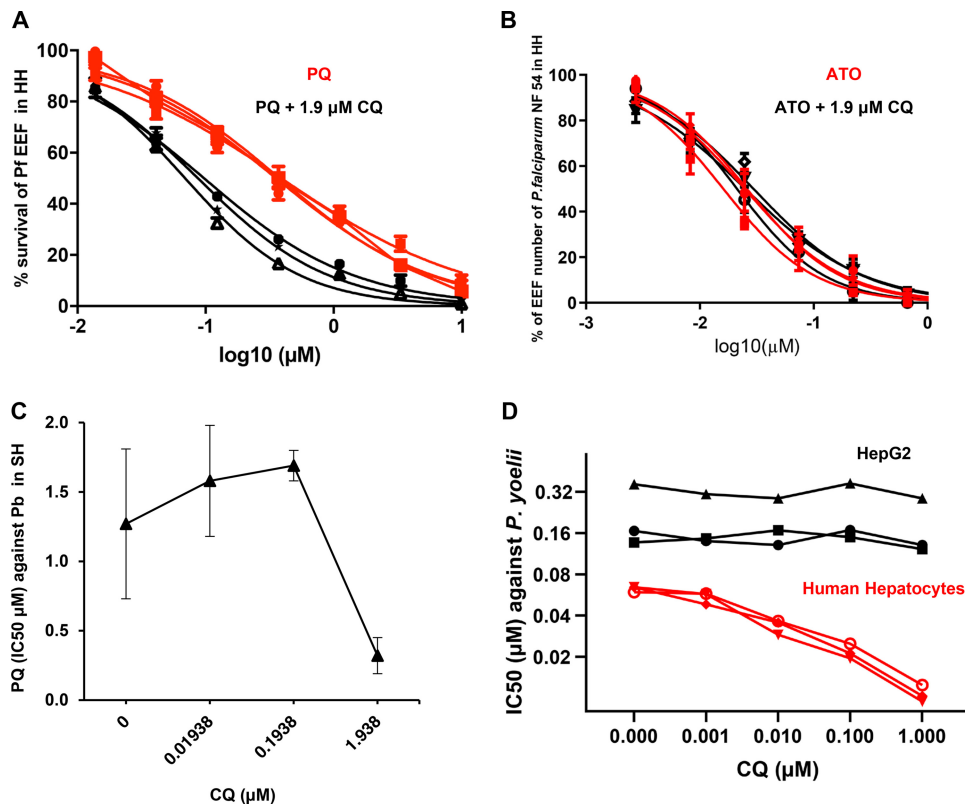 A
% survival of Pf EEF in HH
100
80
60
40
20
0
PQ
PQ + 1.9 µM CQ
-2
-1
0
1
log10 (µM)
B
% of EEF number of P.falciparum NF 54 in HH
100
80
60
40
20
0
ATO
ATO + 1.9 µM CQ
-3
-2
-1
0
log10(µM)
C
PQ (IC50 µM) against Pb in SH
2.0
1.5
1.0
0.5
0.0
0
0.01938
0.1938
1.938
CQ (µM)
D
IC50 (µM) against P. yoelii
0.32
0.16
0.08
0.04
0.02
HepG2
Human Hepatocytes
0.000
0.001
0.010
0.100
1.000
CQ (µM)